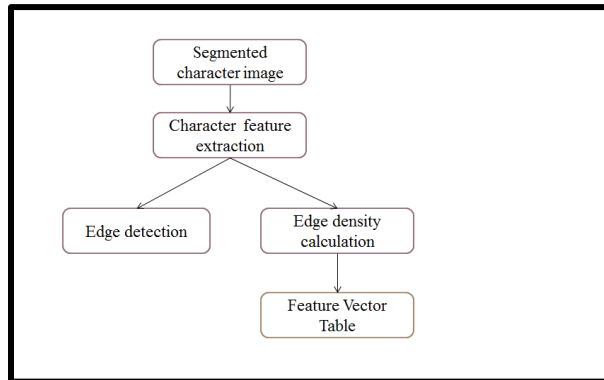 Segmented
character image
Character feature
extraction
Edge detection
Edge density
calculation
Feature Vector
Table